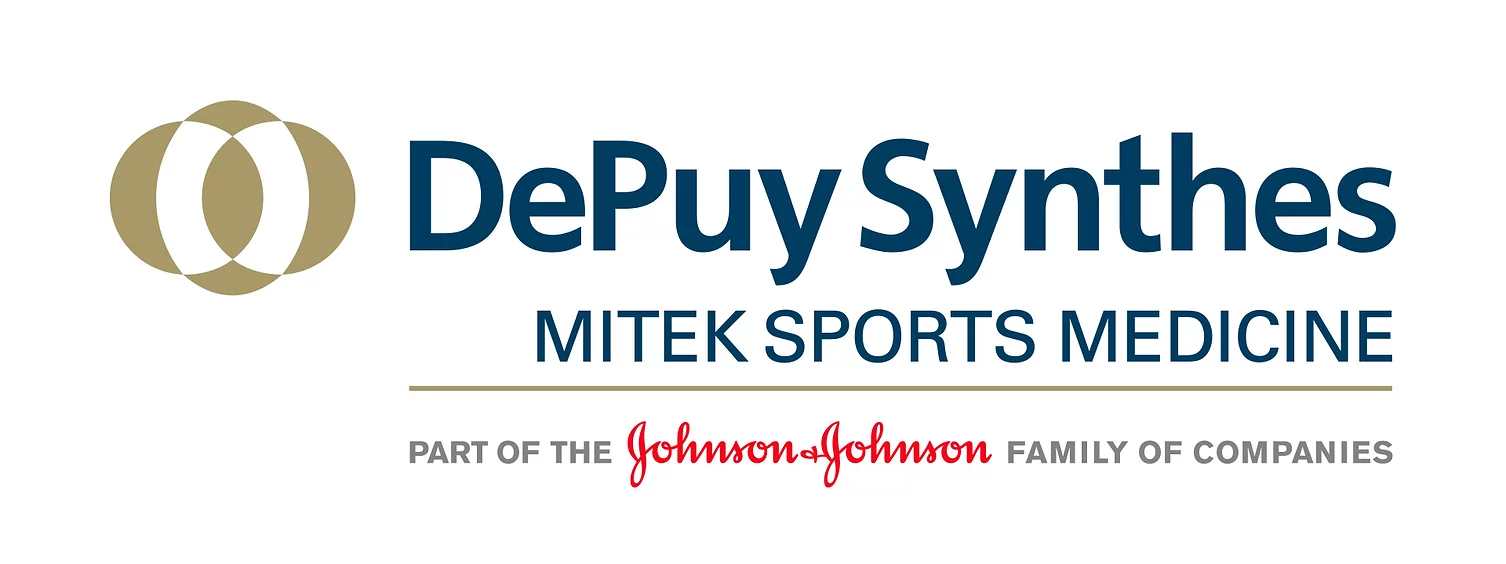 DePuy Synthes
MITEK SPORTS MEDICINE
PART OF THE Johnson & Johnson FAMILY OF COMPANIES